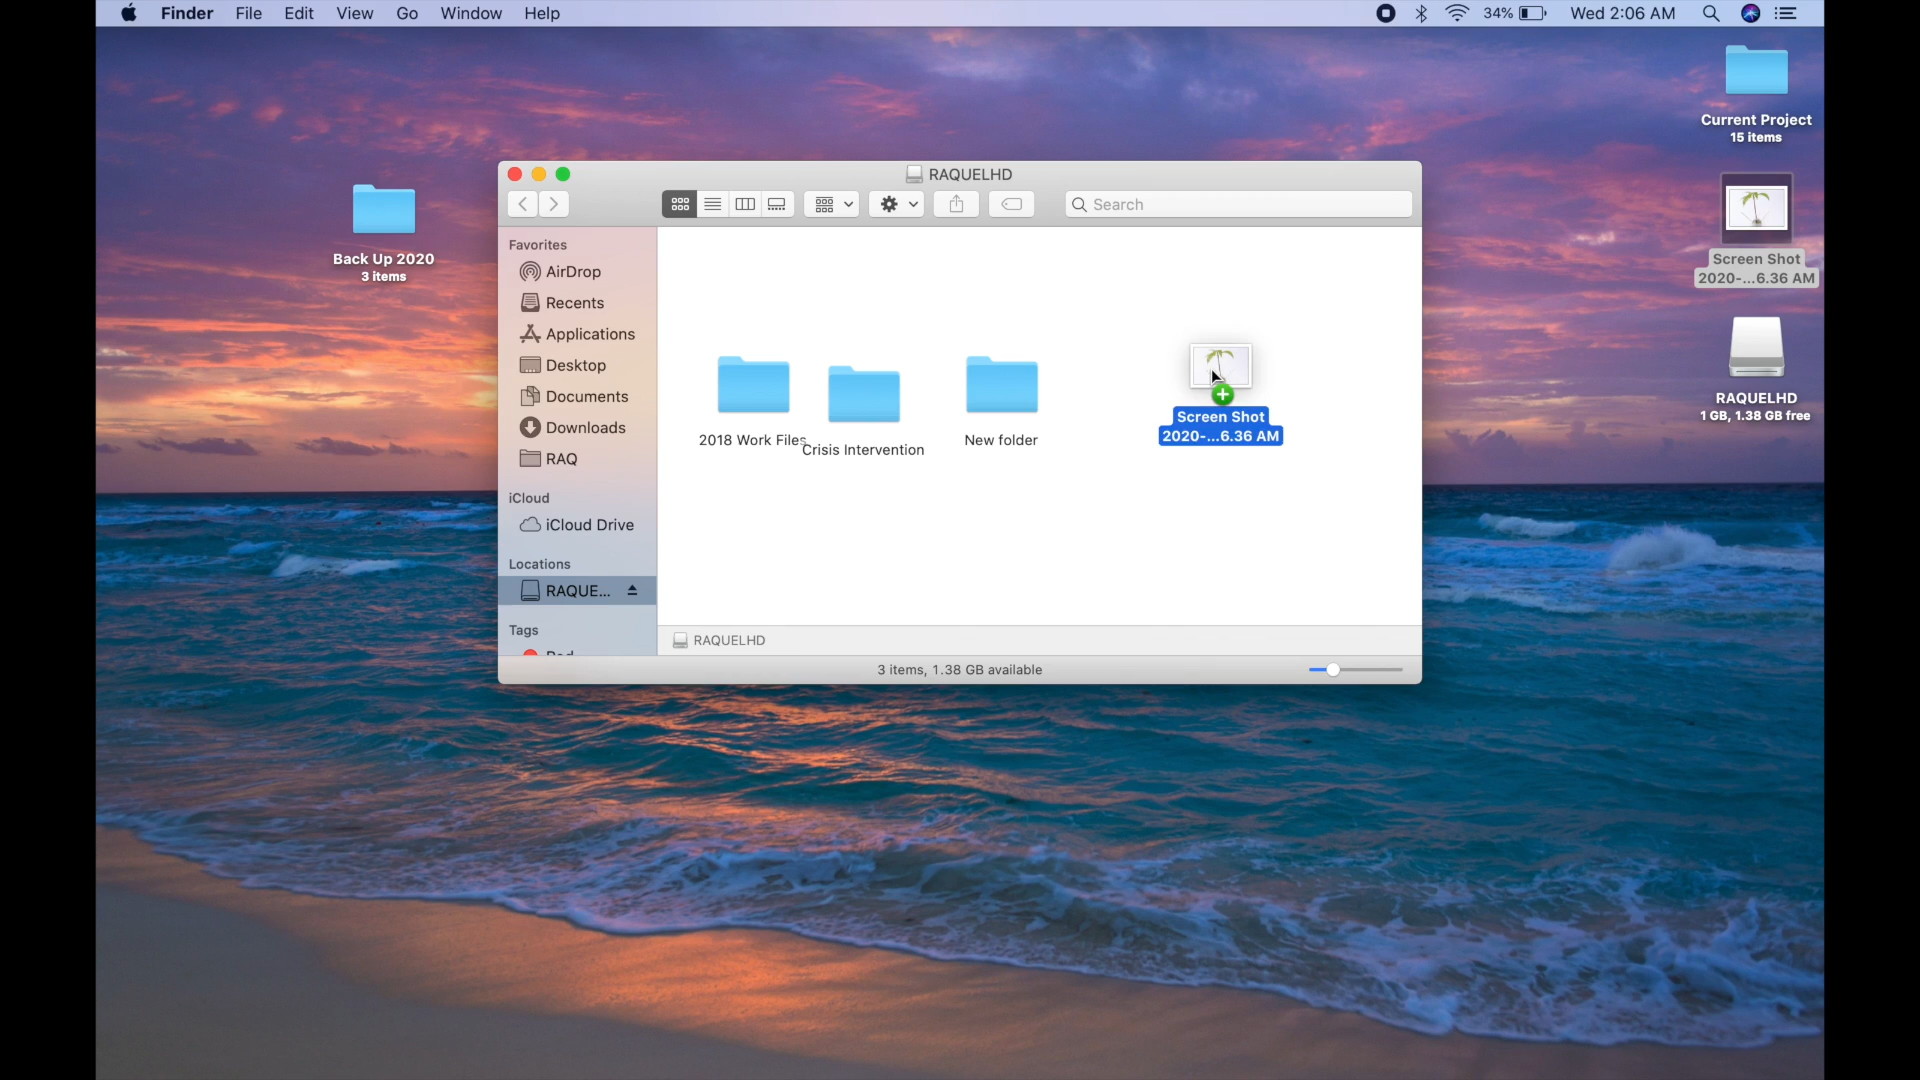 Finder File Edit View Go Window Help 34% Wed 2:06 AM
Current Project
15 items
Screen Shot
2020-...6.36 AM
RAQUELHD
1 GB, 1.38 GB free
Back Up 2020
3 items
RAQUELHD
Search
Favorites
AirDrop
Recents
Applications
Desktop
Documents
Downloads
RAQ
iCloud
iCloud Drive
Locations
RAQUE...
Tags
2018 Work Files
Crisis Intervention
New folder
Screen Shot
2020-...6.36 AM
RAQUELHD
3 items, 1.38 GB available